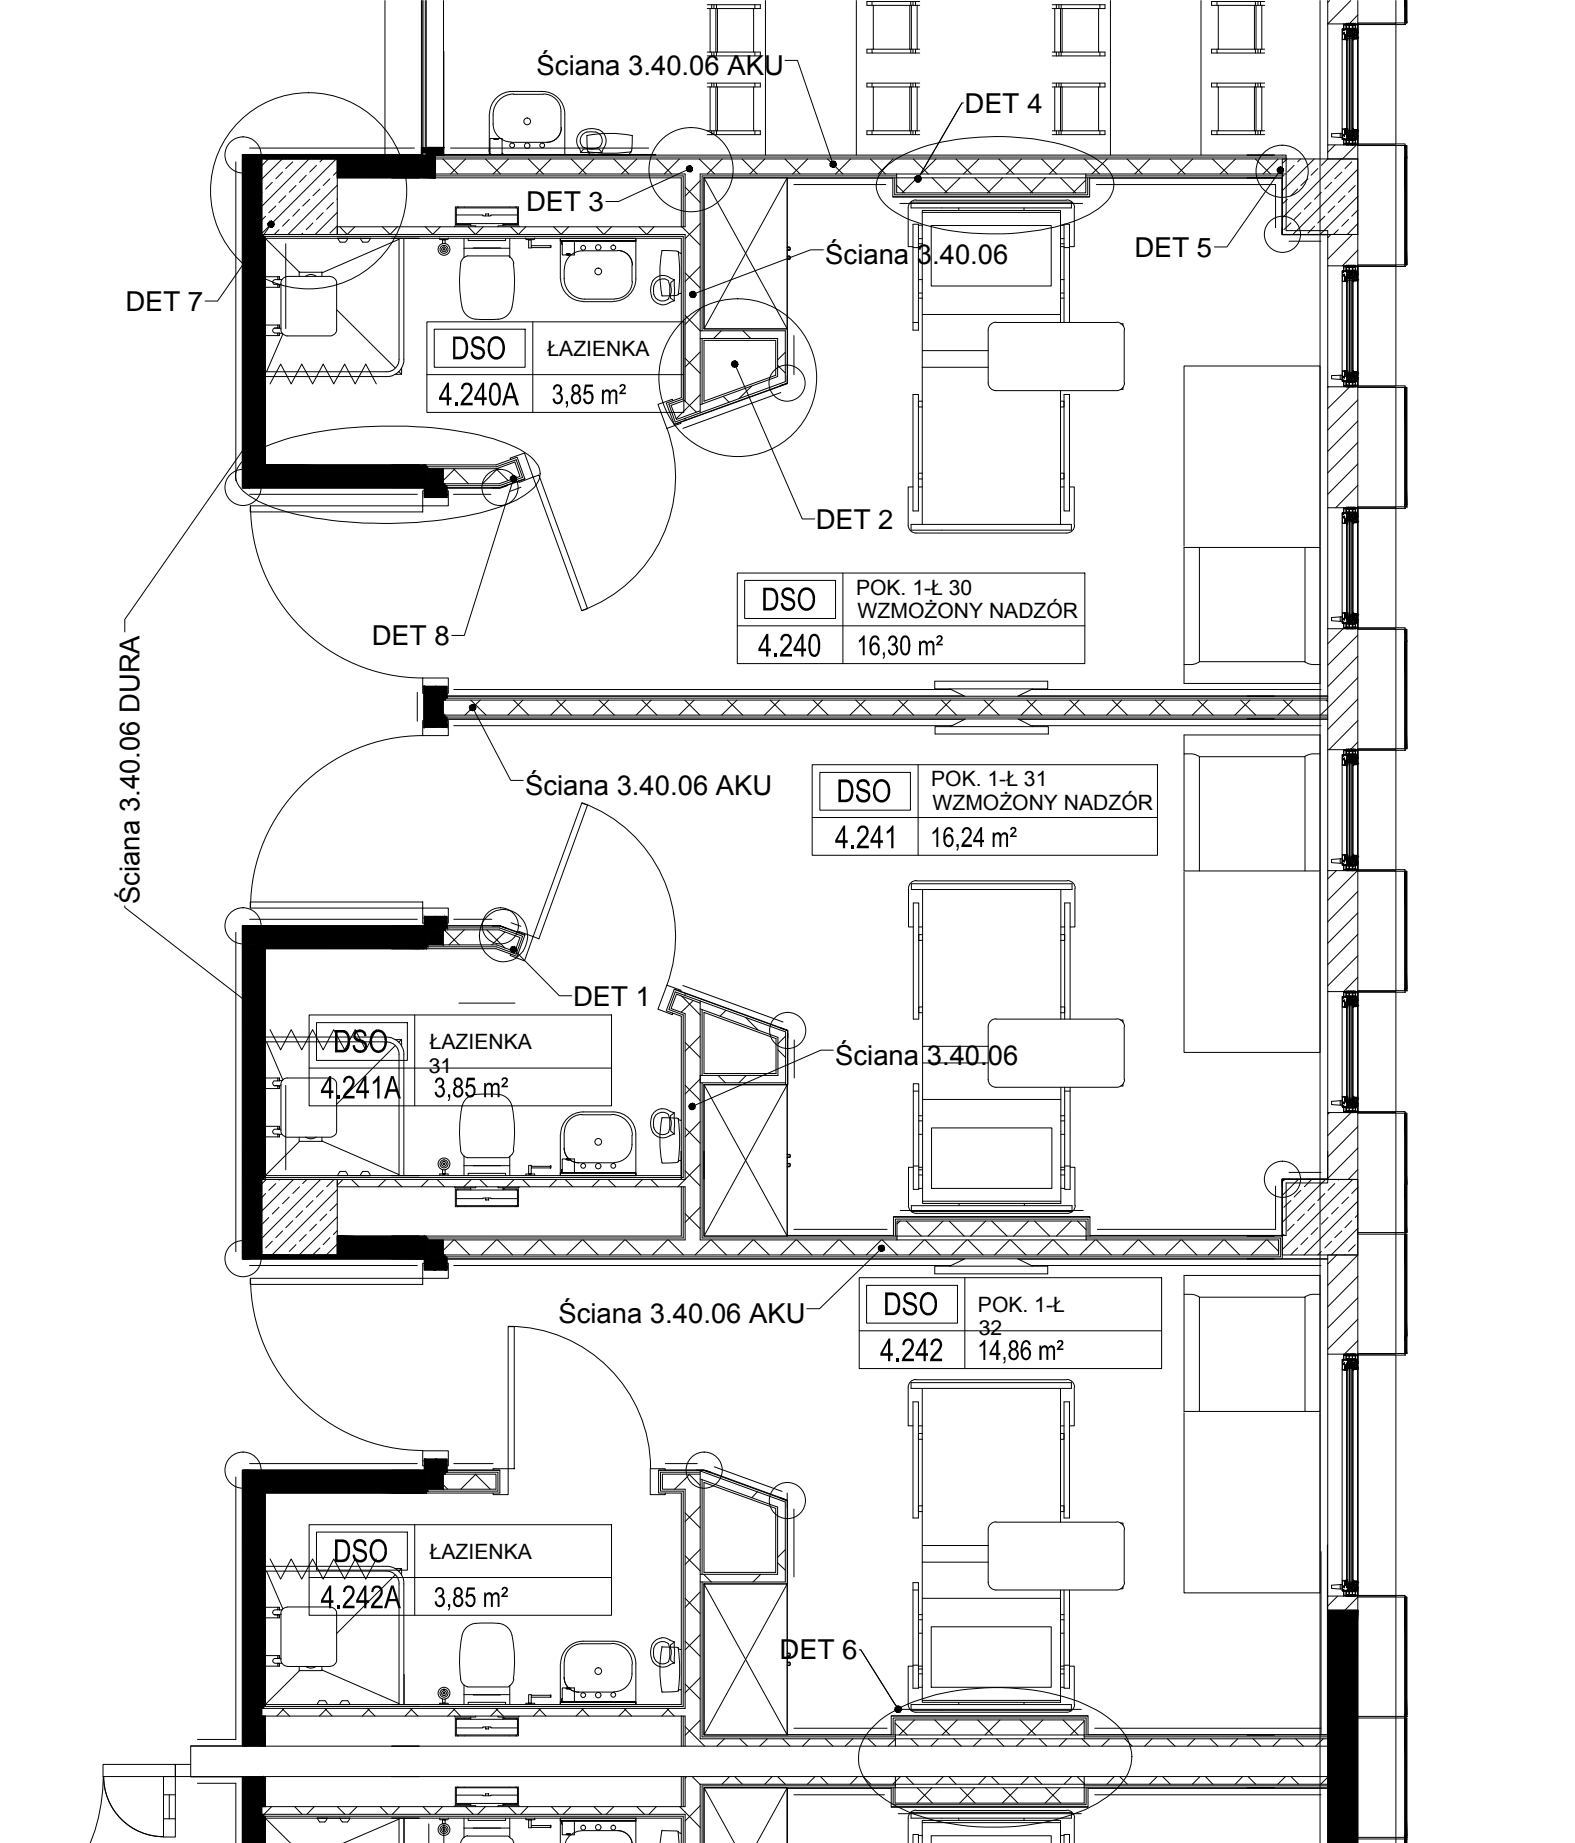 Ściana 3.40.06 AKU
DET 4
DET 3
Ściana 3.40.06
DET 5
DET 7
DSO
ŁAZIENKA
4.240A
3,85 m²
DET 2
DSO
POK. 1-Ł 30
WZMOŻONY NADZÓR
4.240
16,30 m²
DET 8
Ściana 3.40.06 DURA
Ściana 3.40.06 AKU
DSO
POK. 1-Ł 31
WZMOŻONY NADZÓR
4.241
16,24 m²
DET 1
DSO
ŁAZIENKA
31
4.241A
3,85 m²
Ściana 3.40.06
Ściana 3.40.06 AKU
DSO
POK. 1-Ł
32
4.242
14,86 m²
DSO
ŁAZIENKA
4.242A
3,85 m²
DET 6